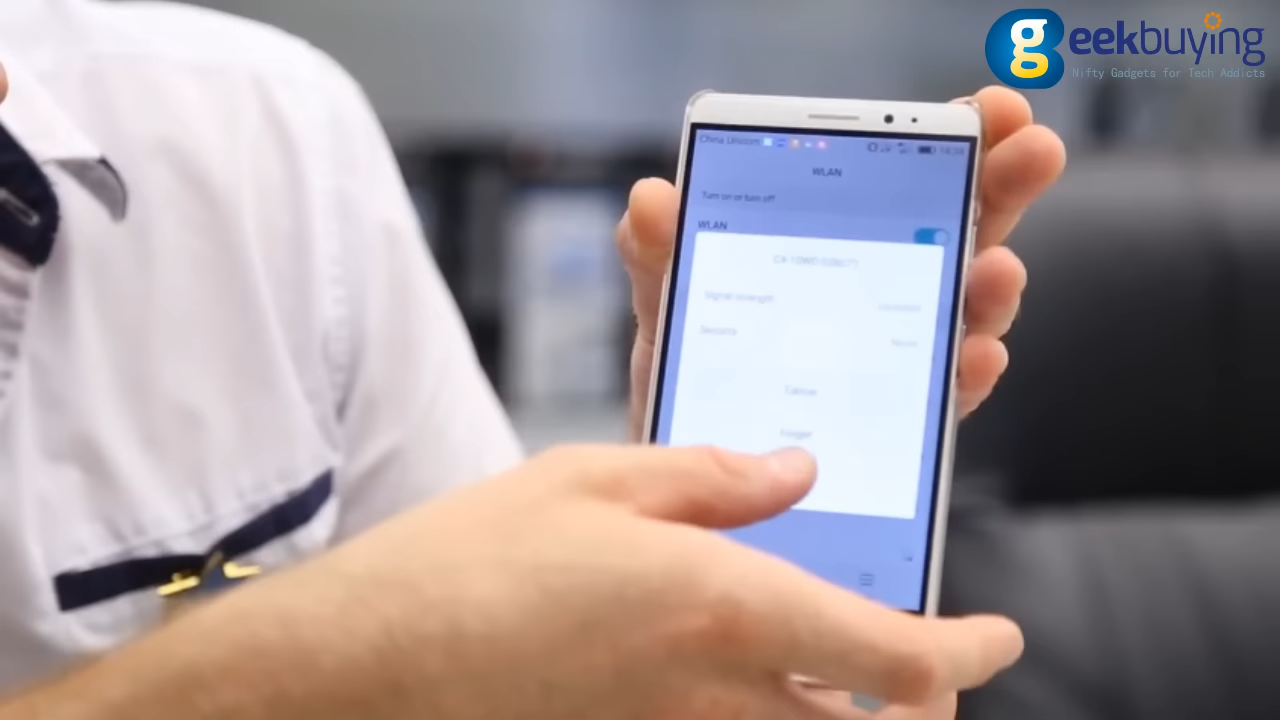 geekbuying
Nifty Gadgets for Tech Addicts
China Unicom
WLAN
Turn on or turn off
WLAN
Signal strength
Security
Cancel
Forget